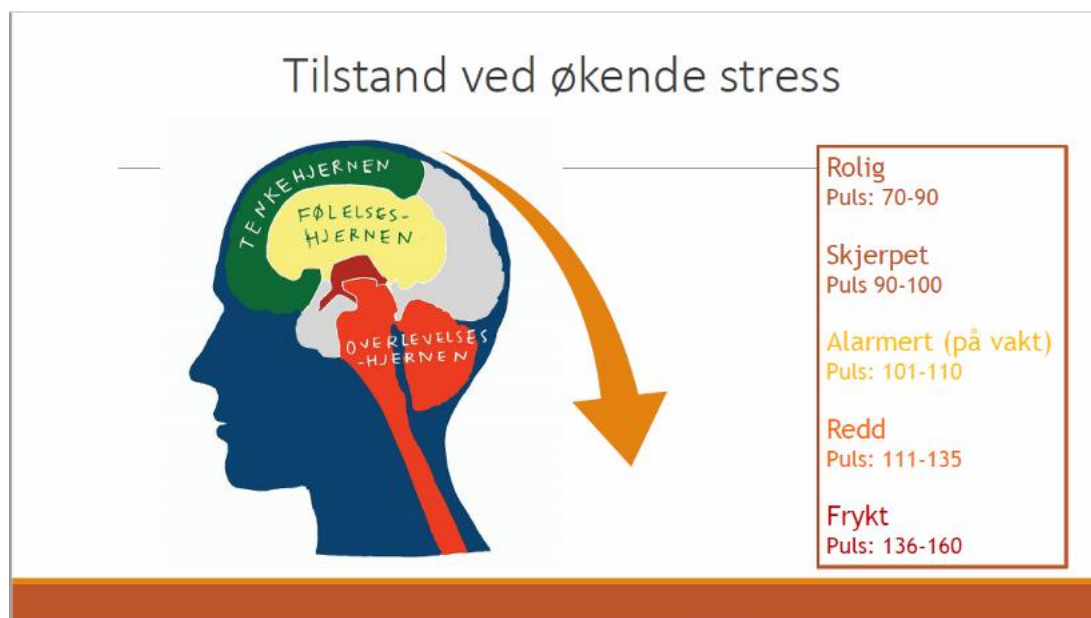 Tilstand ved økende stress
TENKEHJERNEN
FØLELSES-
HJERNEN
OVERLEVELSES
-HJERNEN
Rolig
Puls: 70-90
Skjerpet
Puls 90-100
Alarmert (på vakt)
Puls: 101-110
Redd
Puls: 111-135
Frykt
Puls: 136-160